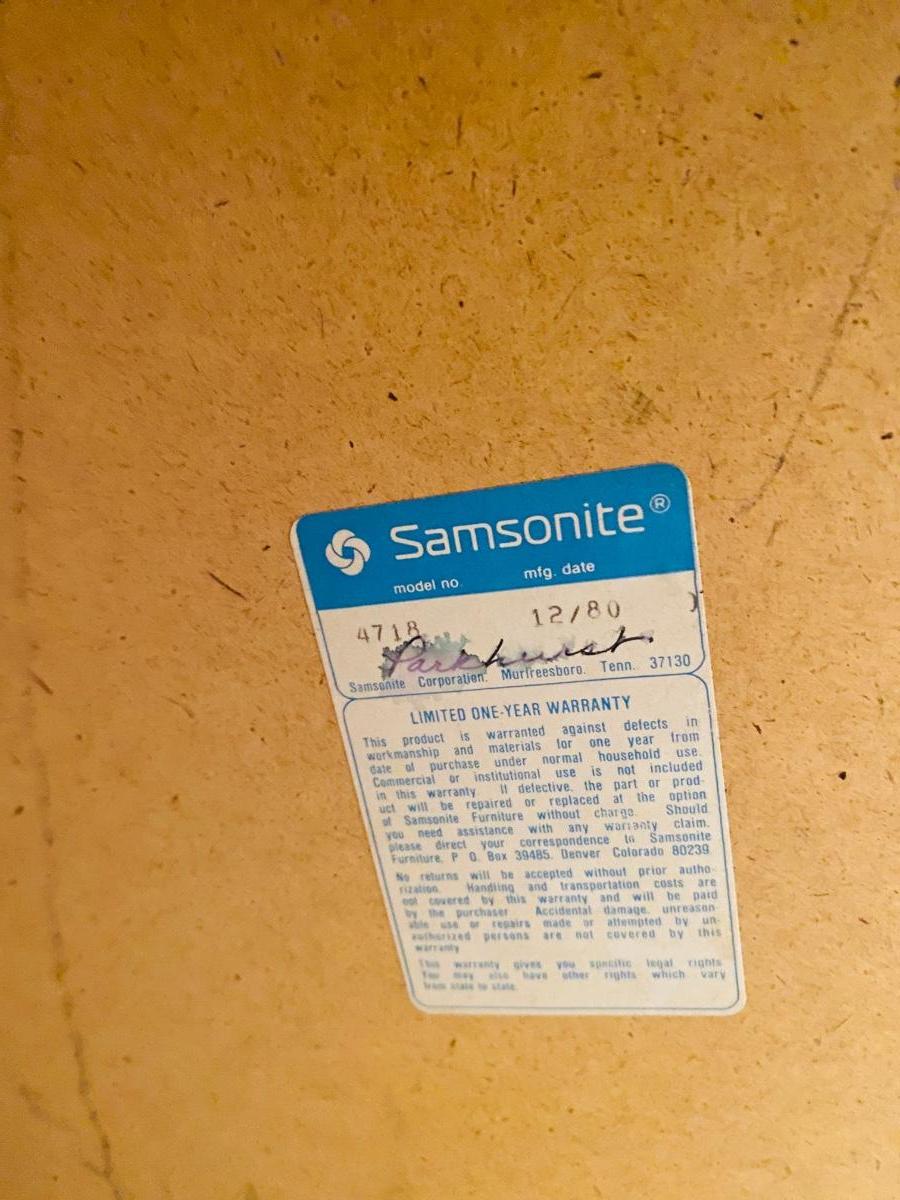 Samsonite®
model no. mfg. date
4718 12/80
Parkhurst.
Samsonite Corporation. Murfreesboro. Tenn. 37130
LIMITED ONE-YEAR WARRANTY
This product is warranted against defects in
workmanship and materials for one year from
date of purchase under normal household use.
Commercial or institutional use is not included
in this warranty. If defective, the part or prod-
uct will be repaired or replaced at the option
of Samsonite Furniture without charge. Should
you need assistance with any warranty claim,
please direct your correspondence to Samsonite
Furniture, P. O. Box 39485, Denver Colorado 80239.
No returns will be accepted without prior autho-
rization. Handling and transportation costs are
not covered by this warranty and will be paid
by the purchaser. Accidental damage, unreason-
able use or repairs made or attempted by un-
authorized persons are not covered by this
warranty
This warranty gives you specific legal rights
You may also have other rights which vary
from state to state.